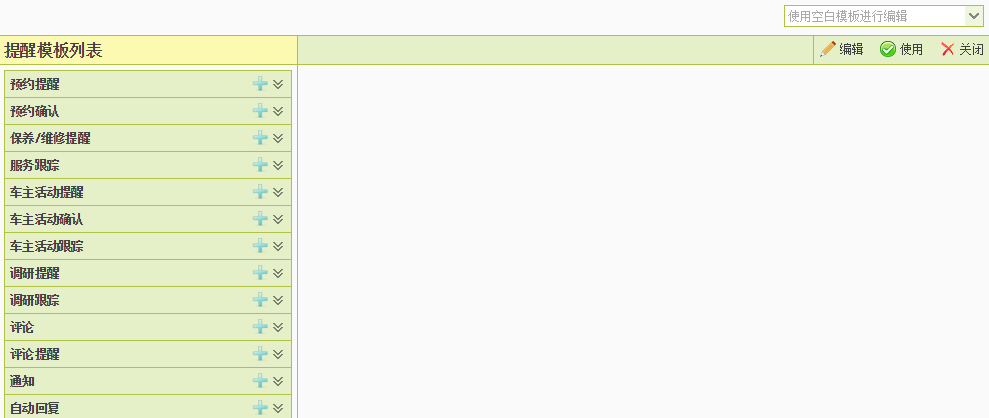 使用空白模板进行编辑
提醒模板列表
编辑 使用 关闭
预约提醒
预约确认
保养/维修提醒
服务跟踪
车主活动提醒
车主活动确认
车主活动跟踪
调研提醒
调研跟踪
评论
评论提醒
通知
自动回复